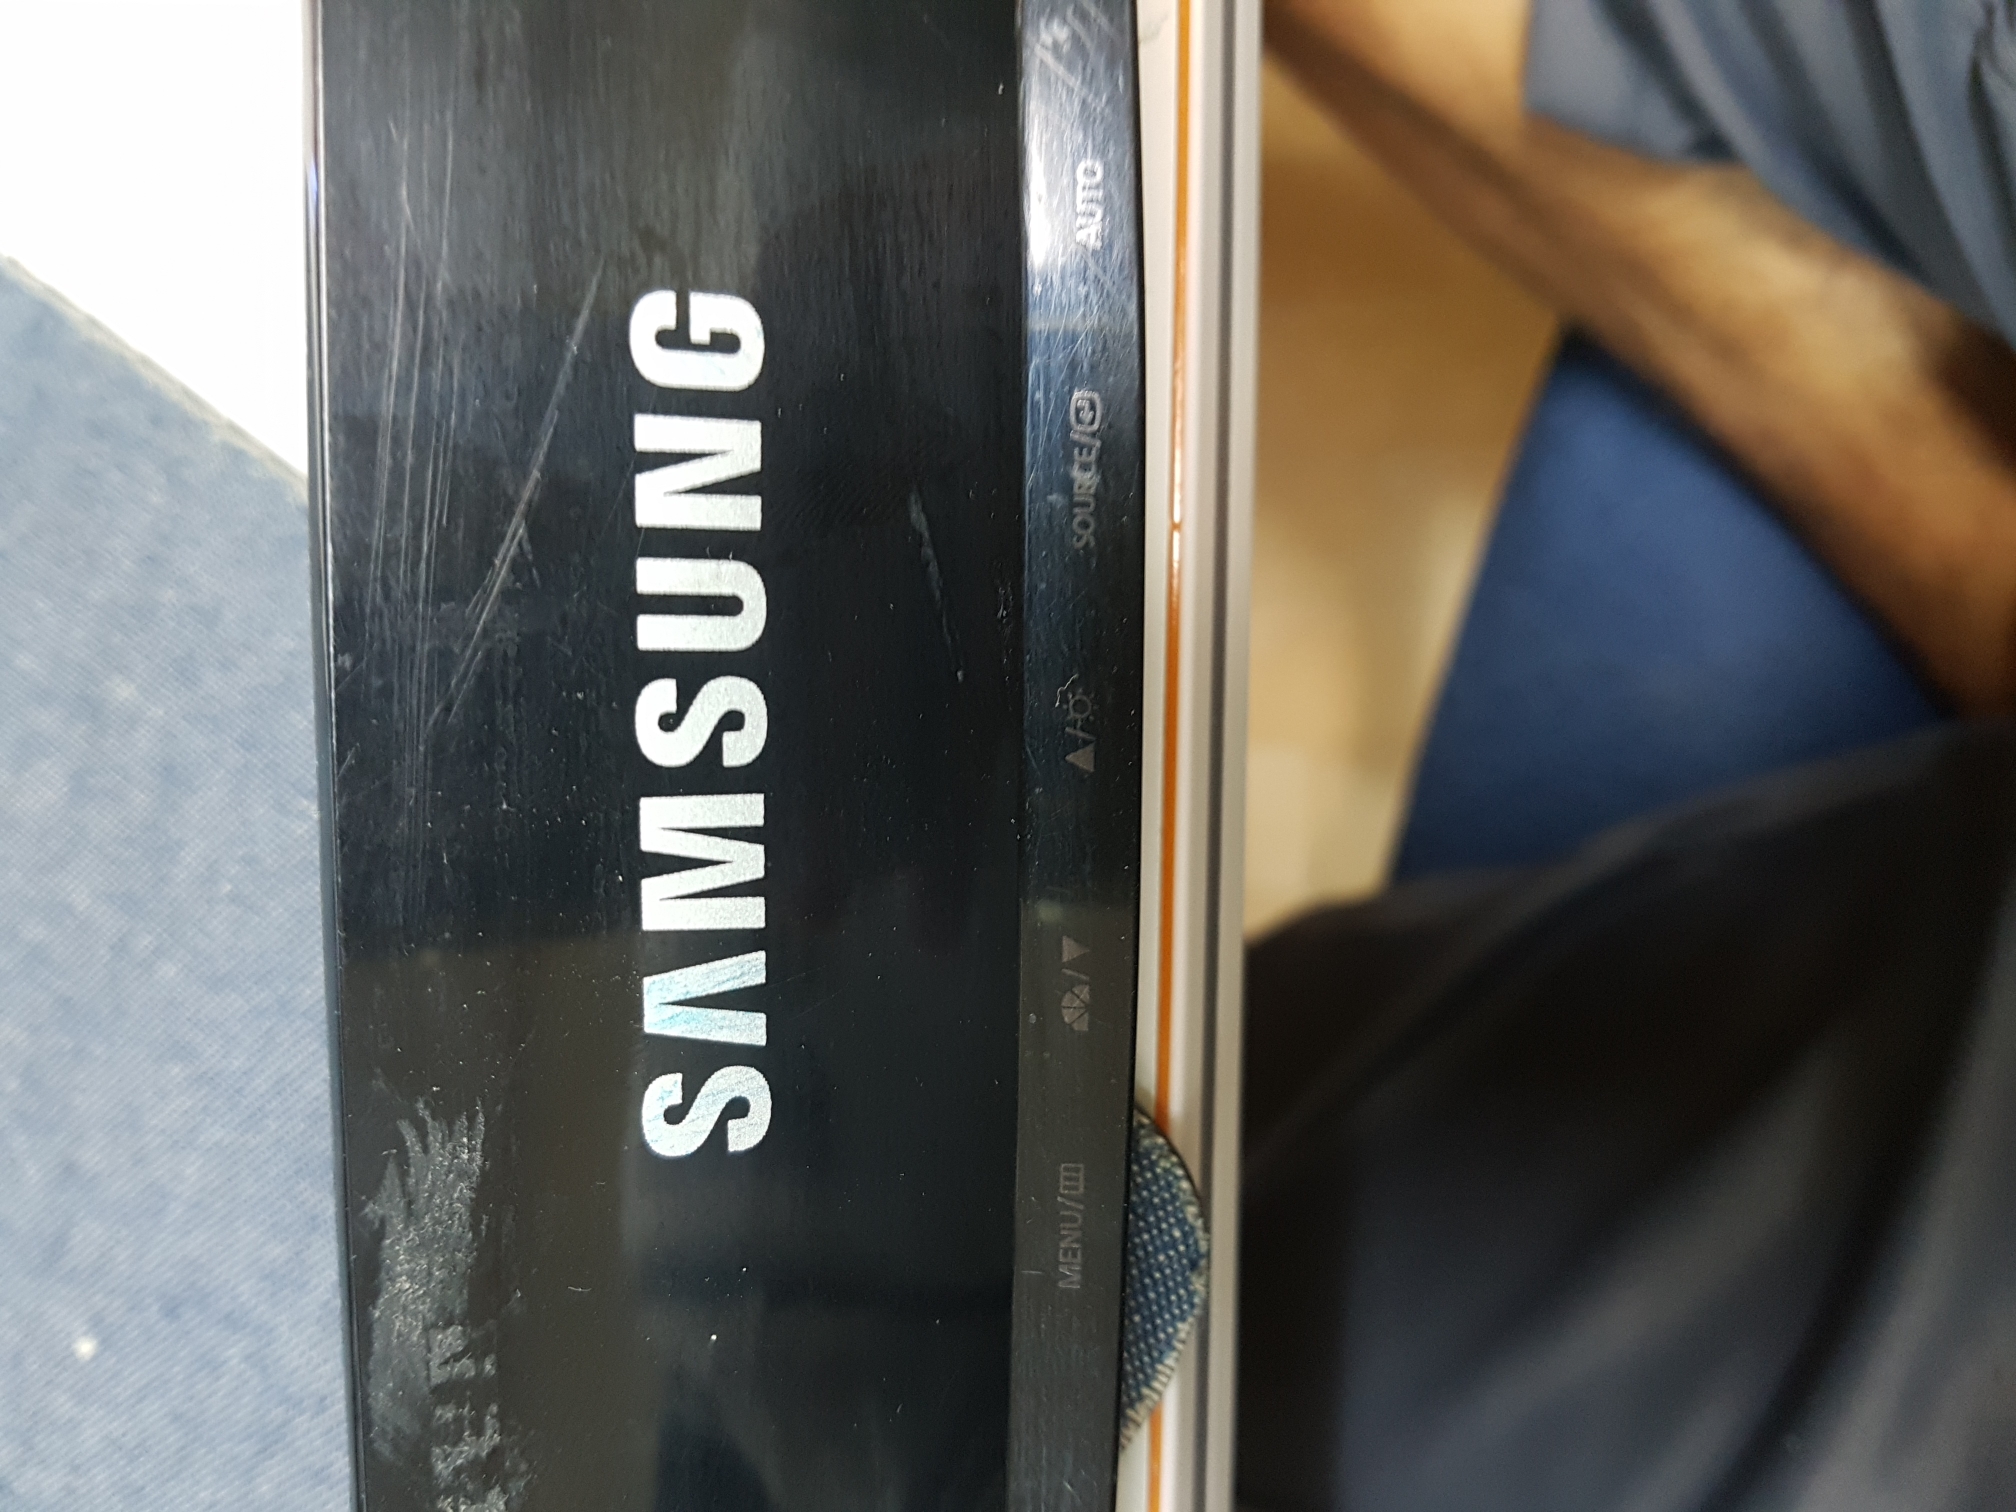 SAMSUNG
MENU/
▼/
▲/
SOURCE/
AUTO